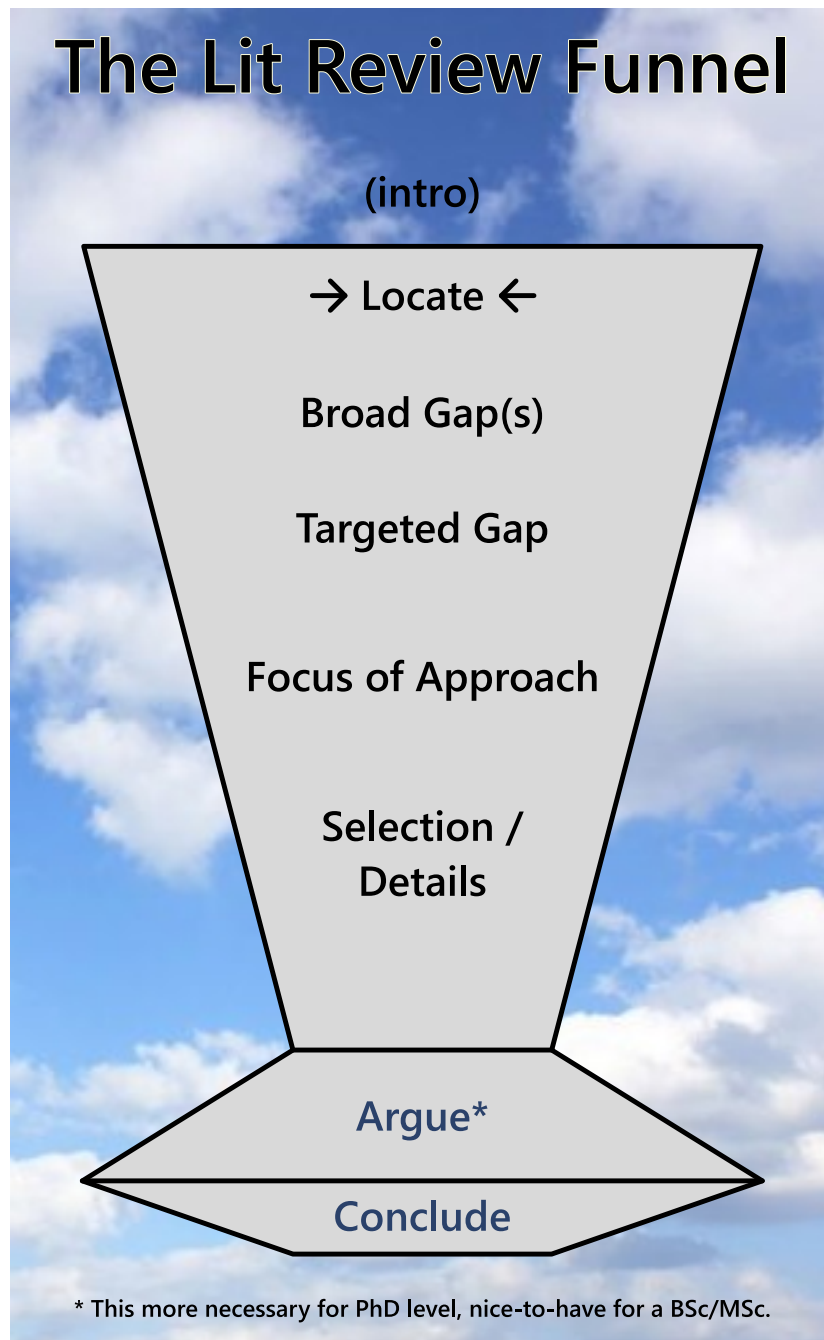 The Lit Review Funnel
(intro)
→ Locate ←
Broad Gap(s)
Targeted Gap
Focus of Approach
Selection /
Details
Argue*
Conclude
* This more necessary for PhD level, nice-to-have for a BSc/MSc.